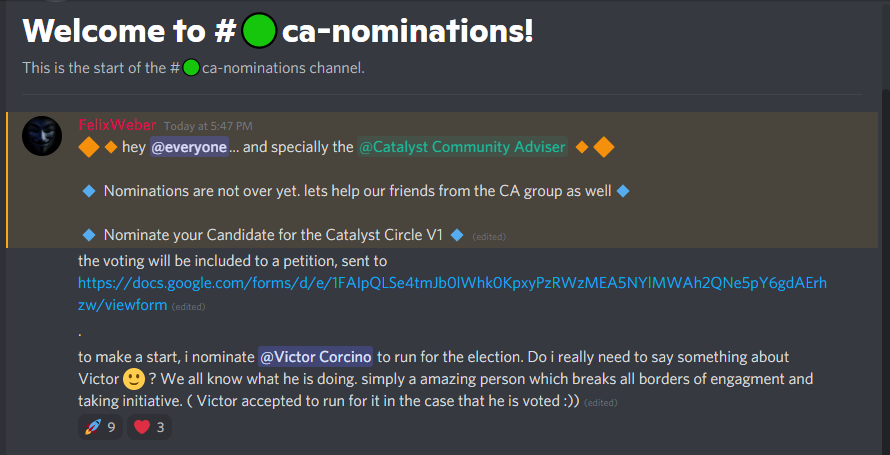 Welcome to #🟢ca-nominations!
This is the start of the #🟢ca-nominations channel.
FelixWeber Today at 5:47 PM
🔶🔸hey @everyone... and specially the @Catalyst Community Adviser 🔸🔶
🔹 Nominations are not over yet. lets help our friends from the CA group as well🔹
🔹 Nominate your Candidate for the Catalyst Circle V1 🔹 (edited)
the voting will be included to a petition, sent to
https://docs.google.com/forms/d/e/1FAIpQLSe4tmJb0lWhk0KpxyPzRWzMEA5NYlMWAh2QNe5pY6gdAErh
zw/viewform (edited)
.
to make a start, i nominate @Victor Corcino to run for the election. Do i really need to say something about
Victor 🙂 ? We all know what he is doing. simply a amazing person which breaks all borders of engagment and
taking initiative. ( Victor accepted to run for it in the case that he is voted :)) (edited)
🚀 9 ❤️ 3